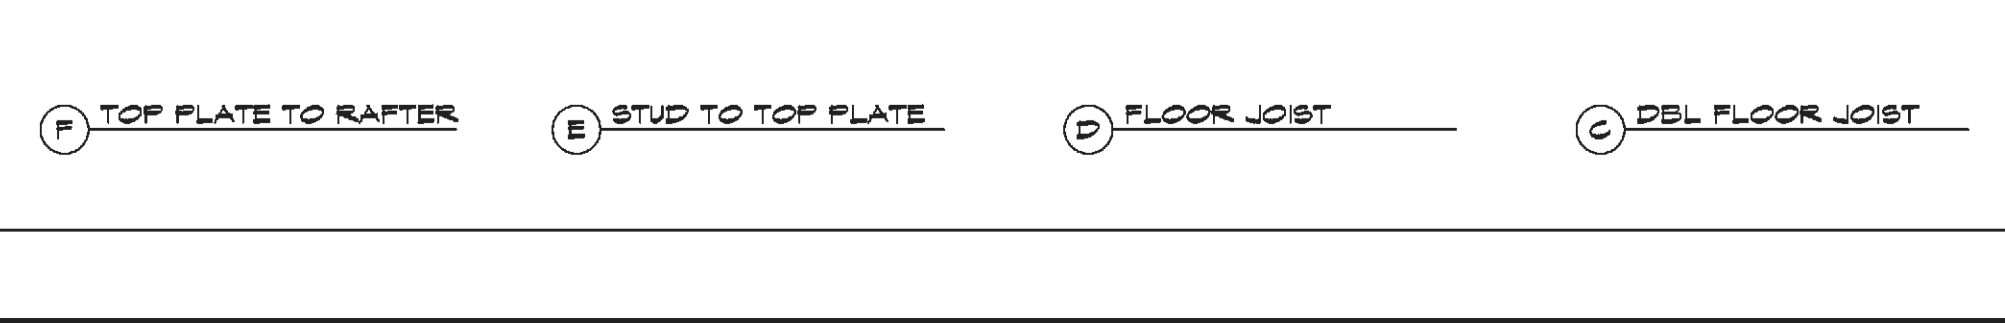 F TOP PLATE TO RAFTER
E STUD TO TOP PLATE
D FLOOR JOIST
C DBL FLOOR JOIST